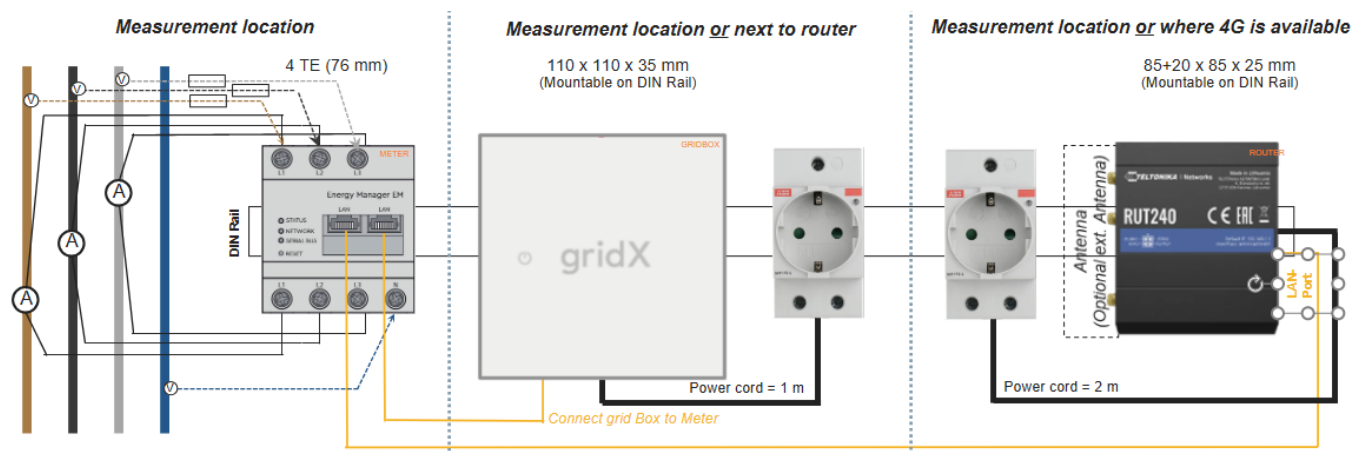 Measurement location
Measurement location or next to router
Measurement location or where 4G is available
4 TE (76 mm)
110 x 110 x 35 mm
(Mountable on DIN Rail)
85+20 x 85 x 25 mm
(Mountable on DIN Rail)
V
V
V
V
A
A
A
DIN Rail
L1
L2
L3
METER
Energy Manager EM
LAN
LAN
STATUS
NETWORK
SERIAL BUS
RESET
L1
L2
L3
N
GRIDBOX
gridX
Antenna
(Optional ext. Antenna)
ROUTER
TELTONIKA | Networks
Made in Lithuania
RUT240
CE EAC
LAN-
Port
Power cord = 1 m
Power cord = 2 m
Connect grid Box to Meter